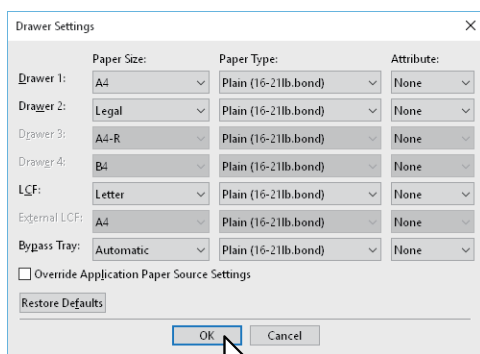 Drawer Settings
Paper Size: Paper Type: Attribute:
Drawer 1: A4 Plain (16-21lb.bond) None
Drawer 2: Legal Plain (16-21lb.bond) None
Drawer 3: A4-R Plain (16-21lb.bond) None
Drawer 4: B4 Plain (16-21lb.bond) None
LCF: Letter Plain (16-21lb.bond) None
External LCF: A4 Plain (16-21lb.bond) None
Bypass Tray: Automatic Plain (16-21lb.bond) None
Override Application Paper Source Settings
Restore Defaults
OK Cancel